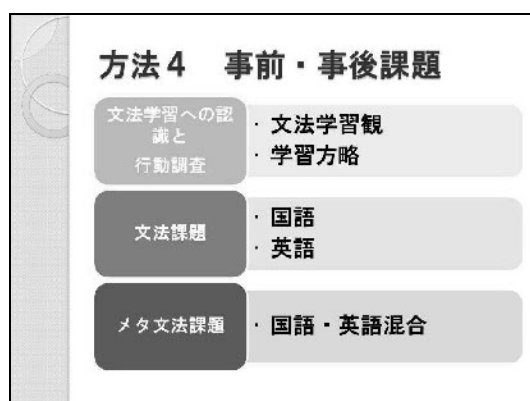 方法４　事前・事後課題
文法学習への認
識と
行動調査
・文法学習観
・学習方略
文法課題
・国語
・英語
メタ文法課題
・国語・英語混合